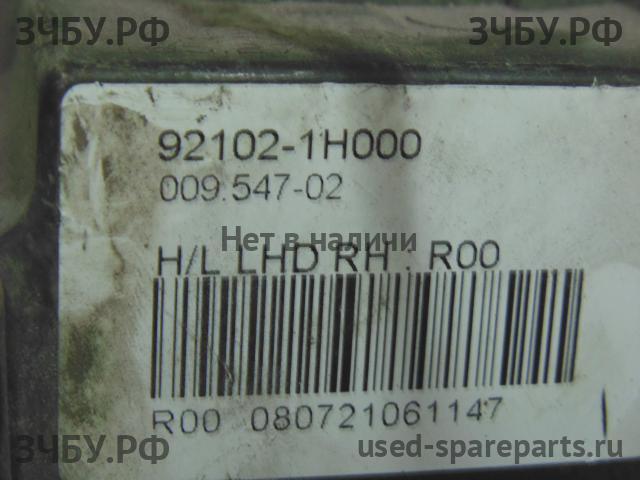 ЗЧБУ.РФ ЗЧБУ.РФ
92102-1H000
009.547-02
Нет в наличии
H/L LHD RH . R00
R00 080721061147
ЗЧБУ.РФ used-spareparts.ru